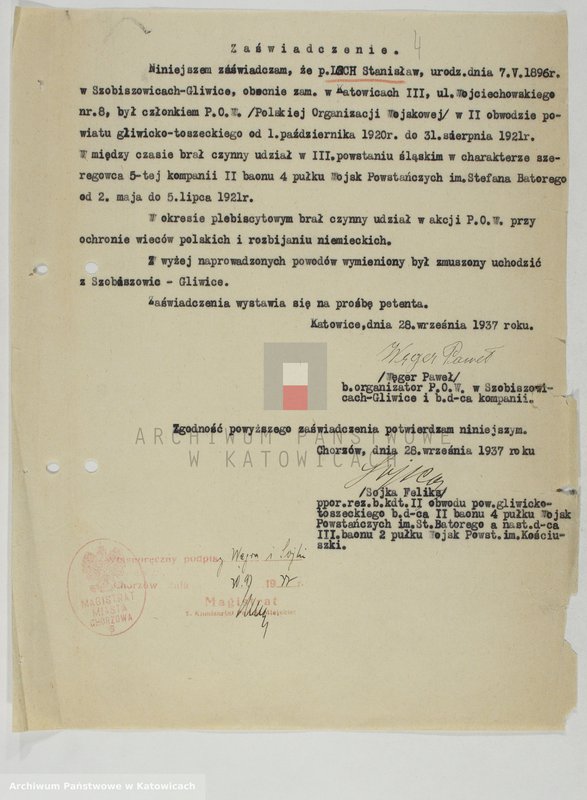 Zaświadczenie.
4
Niniejszem zaświadczam, że p.LOCH Stanisław, urodz.dnia 7.V.1896r.
w Szobiszowicach-Gliwice, obecnie zam. w Katowicach III, ul.Wojciechowskiego
nr.8, był członkiem P.O.W. /Polskiej Organizacji Wojskowej/ w II obwodzie po-
wiatu gliwicko-toszeckiego od 1.października 1920r. do 31.sierpnia 1921r.
W między czasie brał czynny udział w III.powstaniu śląskim w charakterze sze-
regowca 5-tej kompanii II baonu 4 pułku Wojsk Powstańczych im.Stefana Batorego
od 2. maja do 5.lipca 1921r.
W okresie plebiscytowym brał czynny udział w akcji P.O.W. przy
ochronie wieców polskich i rozbijaniu niemieckich.
Z wyżej naprowadzonych powodów wymieniony był zmuszony uchodzić
z Szobiszowic - Gliwice.
Zaświadczenia wystawia się na prośbę petenta.
Katowice,dnia 28.września 1937 roku.
Węger Paweł
/Węger Paweł/
b.organizator P.O.W. w Szobiszowi-
cach-Gliwice i b.d-ca kompanii.
Zgodność powyższego zaświadczenia potwierdzam niniejszym.
ARCHIWUM PAŃSTWOWE
W KATOWICACH
Chorzów, dnia 28.września 1937 roku
Sojka
/Sojka Feliks/
ppor.rez.b.kdt.II obwodu pow.gliwicko-
toszeckiego b.d-ca II baonu 4 pułku Wojsk
Powstańczych im.St.Batorego a nast.d-ca
III.baonu 2 pułku Wojsk Powst.im.Kościu-
szki.
Własnoręczny podpis Węgra i Sojki
Chorzów, dnia 19
Magistrat
MAGISTRAT
MIASTA
CHORZOWA
Archiwum Państwowe w Katowicach